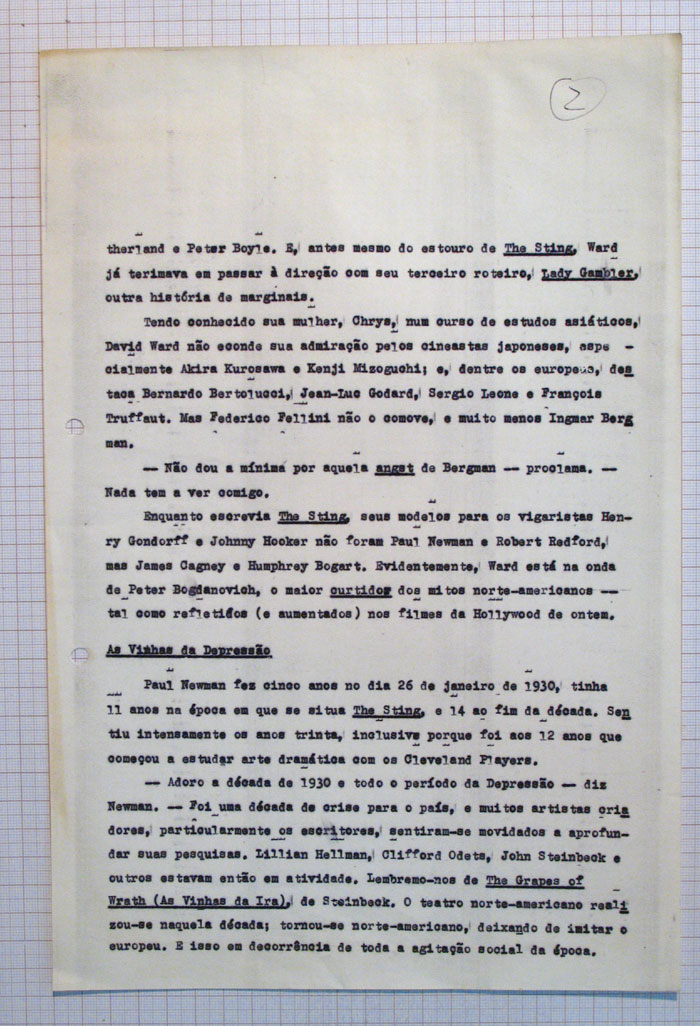 2
therland e Peter Boyle. E, antes mesmo do estouro de The Sting, Ward
já terimava em passar à direção com seu terceiro roteiro, Lady Gambler,
outra história de marginais.
Tendo conhecido sua mulher, Chrys, num curso de estudos asiáticos,
David Ward não econde sua admiração pelos cineastas japoneses, espe -
cialmente Akira Kurosawa e Kenji Mizoguchi; e, dentre os europeus, des
taca Bernardo Bertolucci, Jean-Luc Godard, Sergio Leone e François
Truffaut. Mas Federico Fellini não o comove, e muito menos Ingmar Berg
man.
— Não dou a mínima por aquela angst de Bergman — proclama. —
Nada tem a ver comigo.
Enquanto escrevia The Sting, seus modelos para os vigaristas Hen-
ry Gondorff e Johnny Hooker não foram Paul Newman e Robert Redford,
mas James Cagney e Humphrey Bogart. Evidentemente, Ward está na onda
de Peter Bogdanovich, o maior curtidor dos mitos norte-americanos —
tal como refletidos (e aumentados) nos filmes da Hollywood de ontem.
As Vinhas da Depressão
Paul Newman fez cinco anos no dia 26 de janeiro de 1930, tinha
11 anos na época em que se situa The Sting, e 14 ao fim da década. Sen
tiu intensamente os anos trinta, inclusive porque foi aos 12 anos que
começou a estudar arte dramática com os Cleveland Players.
— Adoro a década de 1930 e todo o período da Depressão — diz
Newman. — Foi uma década de crise para o país, e muitos artistas cria
dores, particularmente os escritores, sentiram-se movidados a aprofun-
dar suas pesquisas. Lillian Hellman, Clifford Odets, John Steinbeck e
outros estavam então em atividade. Lembremo-nos de The Grapes of
Wrath (As Vinhas da Ira), de Steinbeck. O teatro norte-americano reali
zou-se naquela década; tornou-se norte-americano, deixando de imitar o
europeu. E isso em decorrência de toda a agitação social da época.